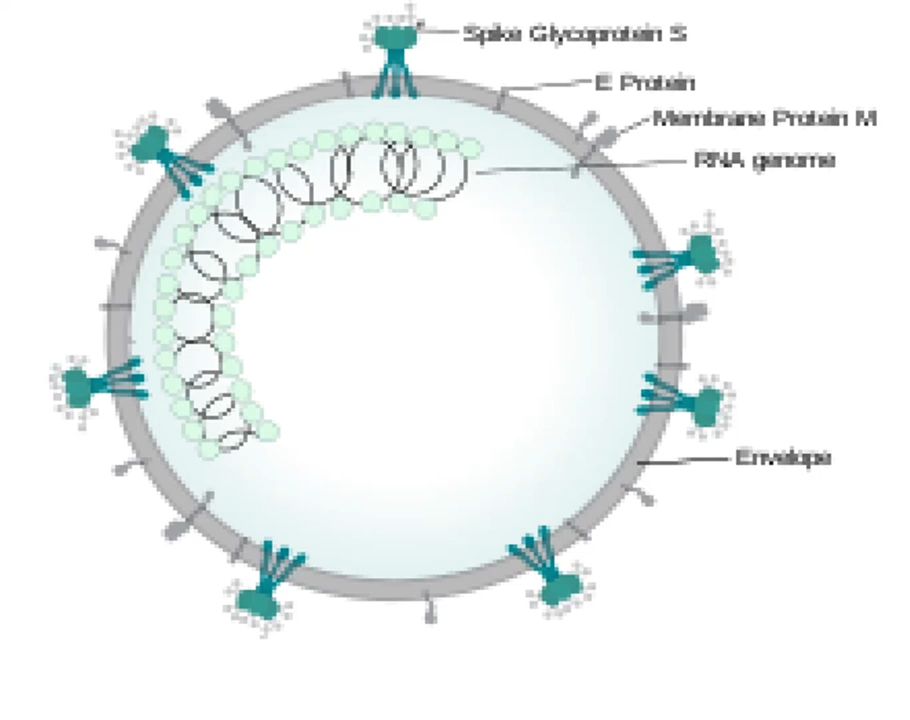 Spike Glycoprotein S
E Protein
Membrane Protein M
RNA genome
Envelope